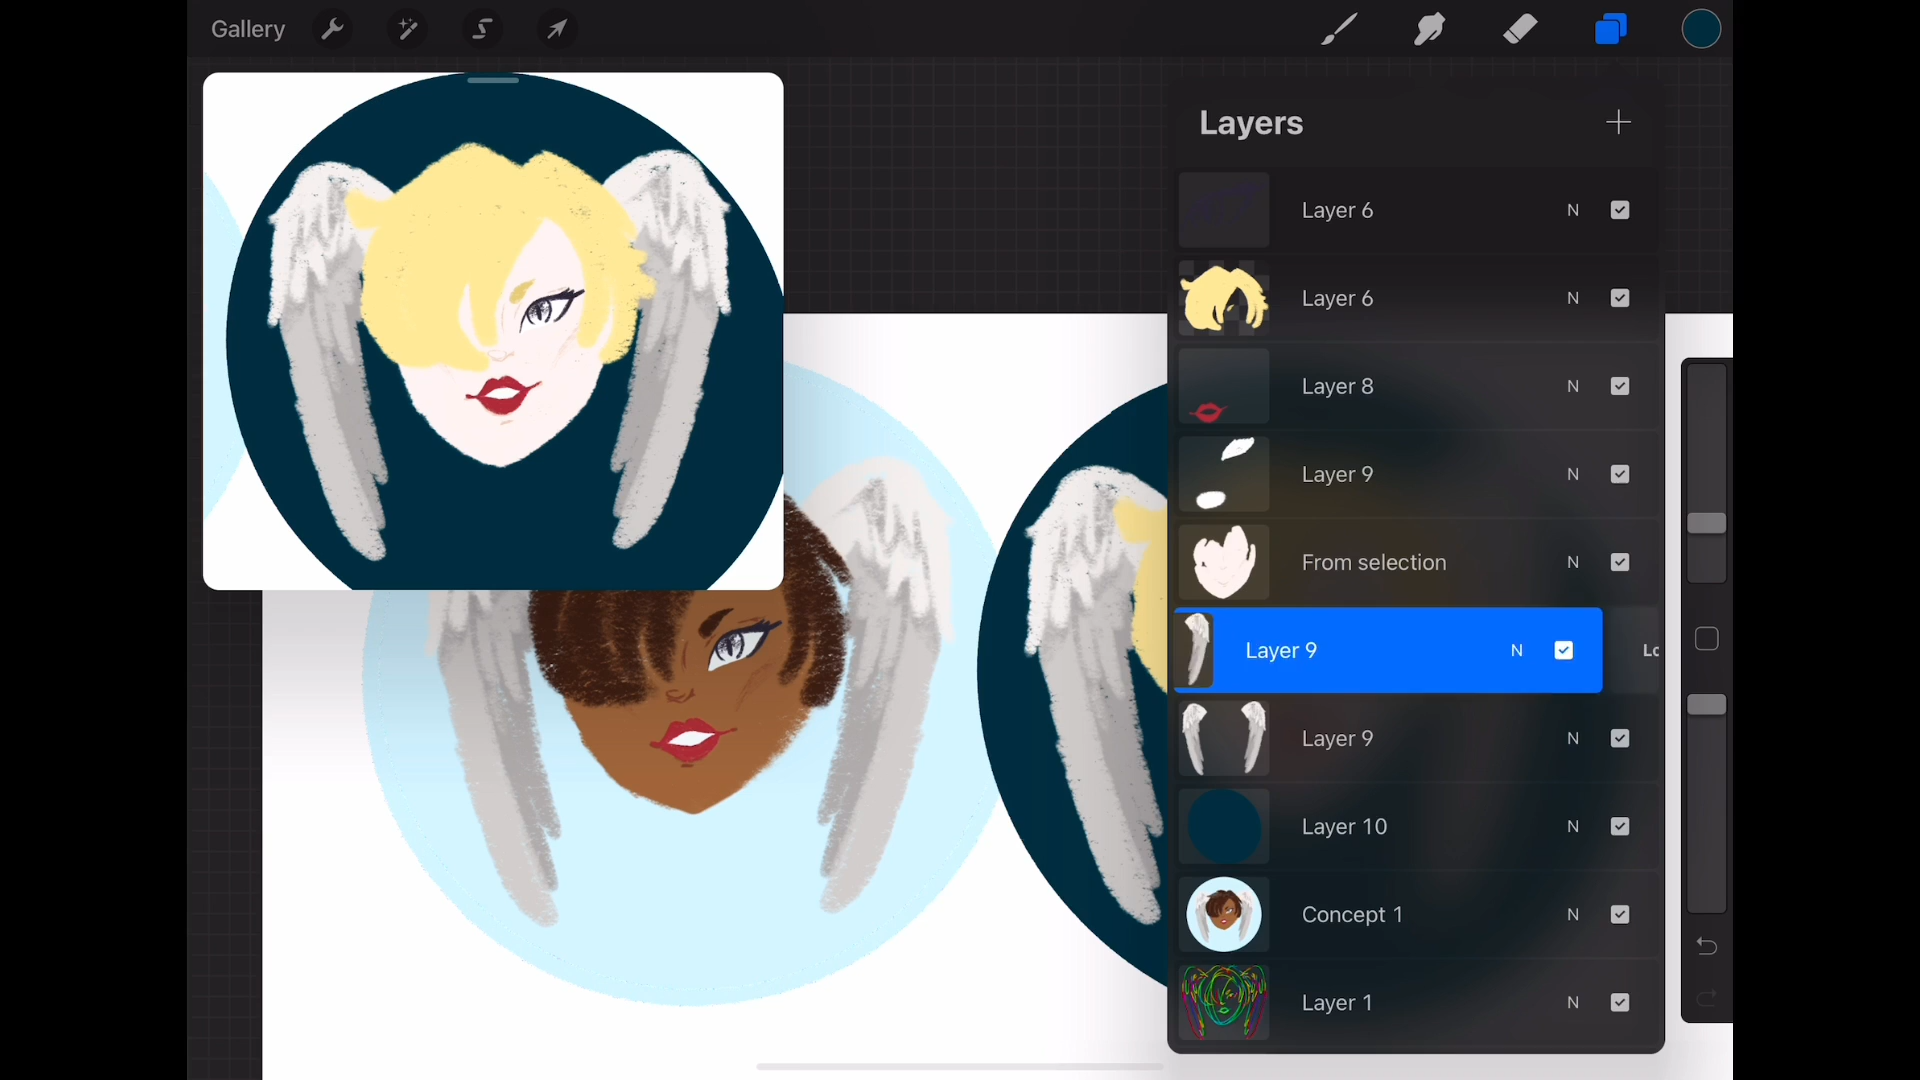 Gallery
Layers
Layer 6 N
Layer 6 N
Layer 8 N
Layer 9 N
From selection N
Layer 9 N Lo
Layer 9 N
Layer 10 N
Concept 1 N
Layer 1 N